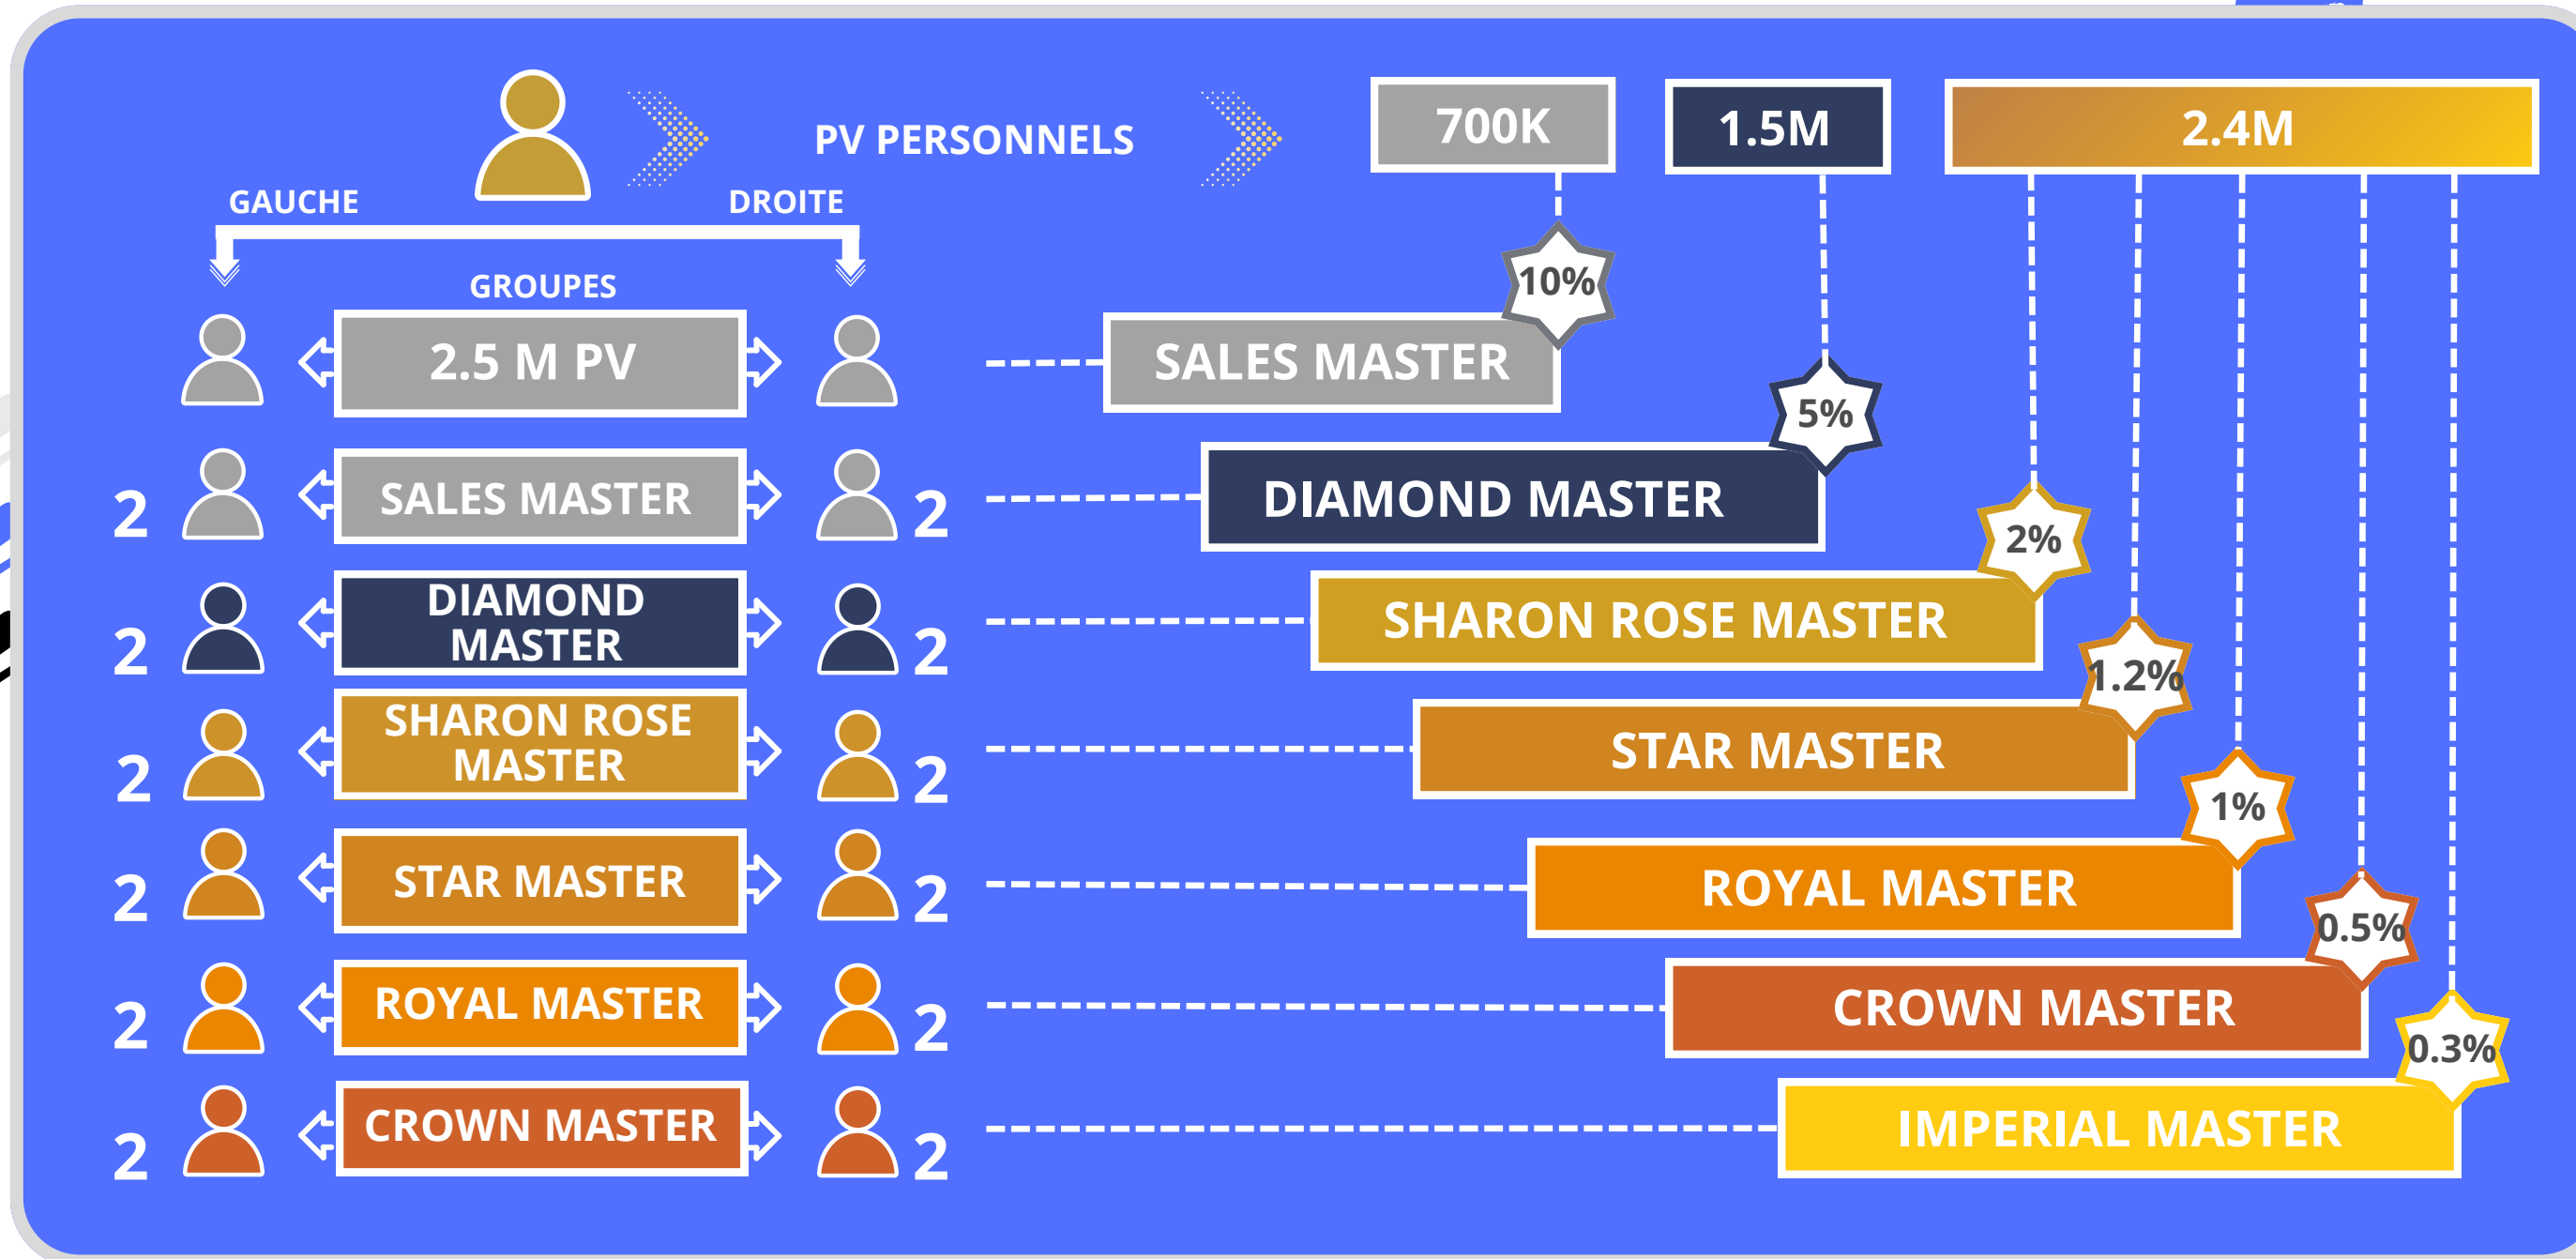 PV PERSONNELS
700K
1.5M
2.4M
GAUCHE
DROITE
GROUPES
10%
2.5 M PV
SALES MASTER
5%
2
SALES MASTER
2
DIAMOND MASTER
2%
2
DIAMOND
MASTER
2
SHARON ROSE MASTER
1.2%
2
SHARON ROSE
MASTER
2
STAR MASTER
1%
2
STAR MASTER
2
ROYAL MASTER
0.5%
2
ROYAL MASTER
2
CROWN MASTER
0.3%
2
CROWN MASTER
2
IMPERIAL MASTER